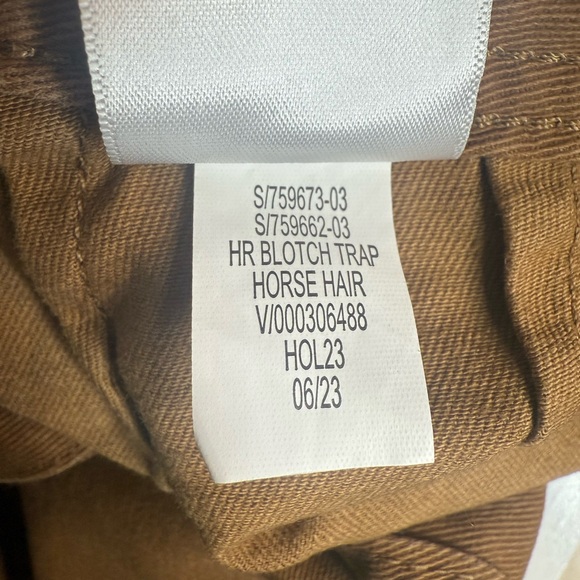 S/759673-03
S/759662-03
HR BLOTCH TRAP
HORSE HAIR
V/000306488
HOL23
06/23